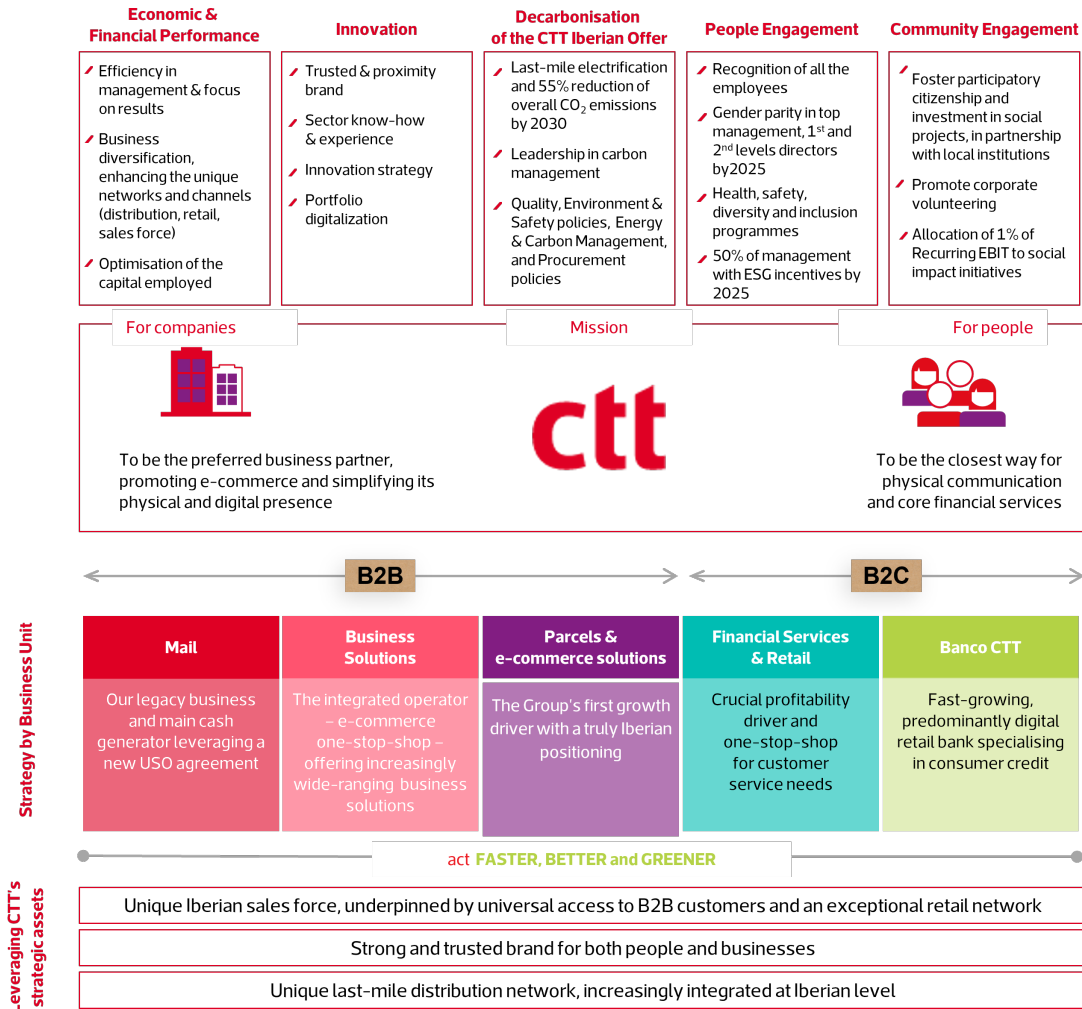 Economic &
Financial Performance
Efficiency in
management & focus
on results
Business
diversification,
enhancing the unique
networks and channels
(distribution, retail,
sales force)
Optimisation of the
capital employed
Innovation
Trusted & proximity
brand
Sector know-how
& experience
Innovation strategy
Portfolio
digitalization
Decarbonisation
of the CTT Iberian Offer
Last-mile electrification
and 55% reduction of
overall CO₂ emissions
by 2030
Leadership in carbon
management
Quality, Environment &
Safety policies, Energy
& Carbon Management,
and Procurement
policies
People Engagement
Recognition of all the
employees
Gender parity in top
management, 1st and
2nd levels directors
by2025
Health, safety,
diversity and inclusion
programmes
50% of management
with ESG incentives by
2025
Community Engagement
Foster participatory
citizenship and
investment in social
projects, in partnership
with local institutions
Promote corporate
volunteering
Allocation of 1% of
Recurring EBIT to social
impact initiatives
For companies
To be the preferred business partner,
promoting e-commerce and simplifying its
physical and digital presence
Mission
ctt
For people
To be the closest way for
physical communication
and core financial services
B2B
B2C
Strategy by Business Unit
Mail
Our legacy business
and main cash
generator leveraging a
new USO agreement
Business
Solutions
The integrated operator
– e-commerce
one-stop-shop –
offering increasingly
wide-ranging business
solutions
Parcels &
e-commerce solutions
The Group's first growth
driver with a truly Iberian
positioning
Financial Services
& Retail
Crucial profitability
driver and
one-stop-shop
for customer
service needs
Banco CTT
Fast-growing,
predominantly digital
retail bank specialising
in consumer credit
act FASTER, BETTER and GREENER
everaging CTT's
strategic assets
Unique Iberian sales force, underpinned by universal access to B2B customers and an exceptional retail network
Strong and trusted brand for both people and businesses
Unique last-mile distribution network, increasingly integrated at Iberian level